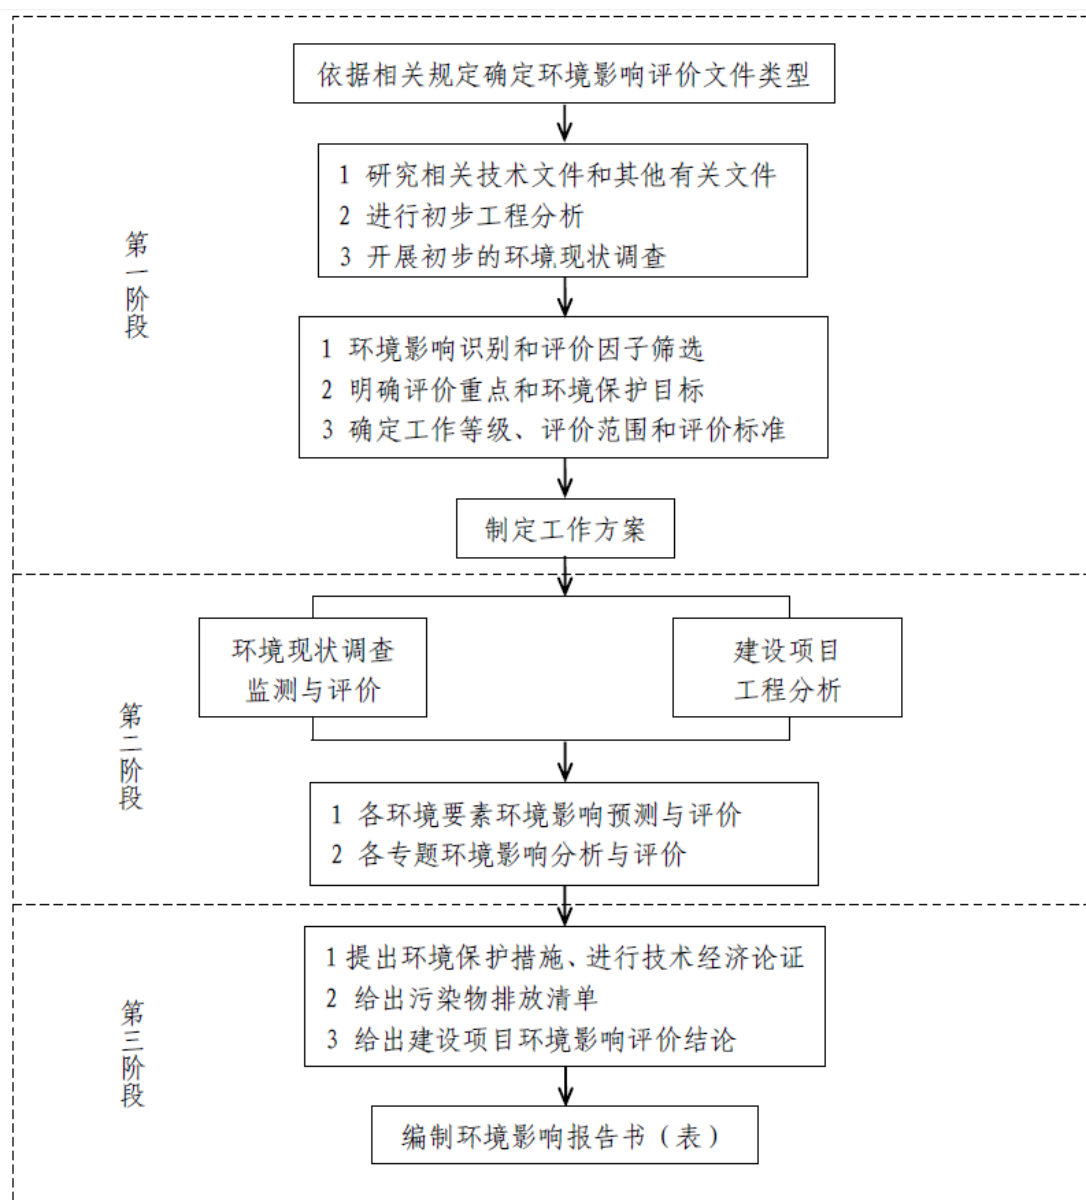 依据相关规定确定环境影响评价文件类型
1 研究相关技术文件和其他有关文件
2 进行初步工程分析
3 开展初步的环境现状调查
第一阶段
1 环境影响识别和评价因子筛选
2 明确评价重点和环境保护目标
3 确定工作等级、评价范围和评价标准
制定工作方案
环境现状调查
监测与评价
建设项目
工程分析
第二阶段
1 各环境要素环境影响预测与评价
2 各专题环境影响分析与评价
1提出环境保护措施、进行技术经济论证
2 给出污染物排放清单
3 给出建设项目环境影响评价结论
第三阶段
编制环境影响报告书（表）